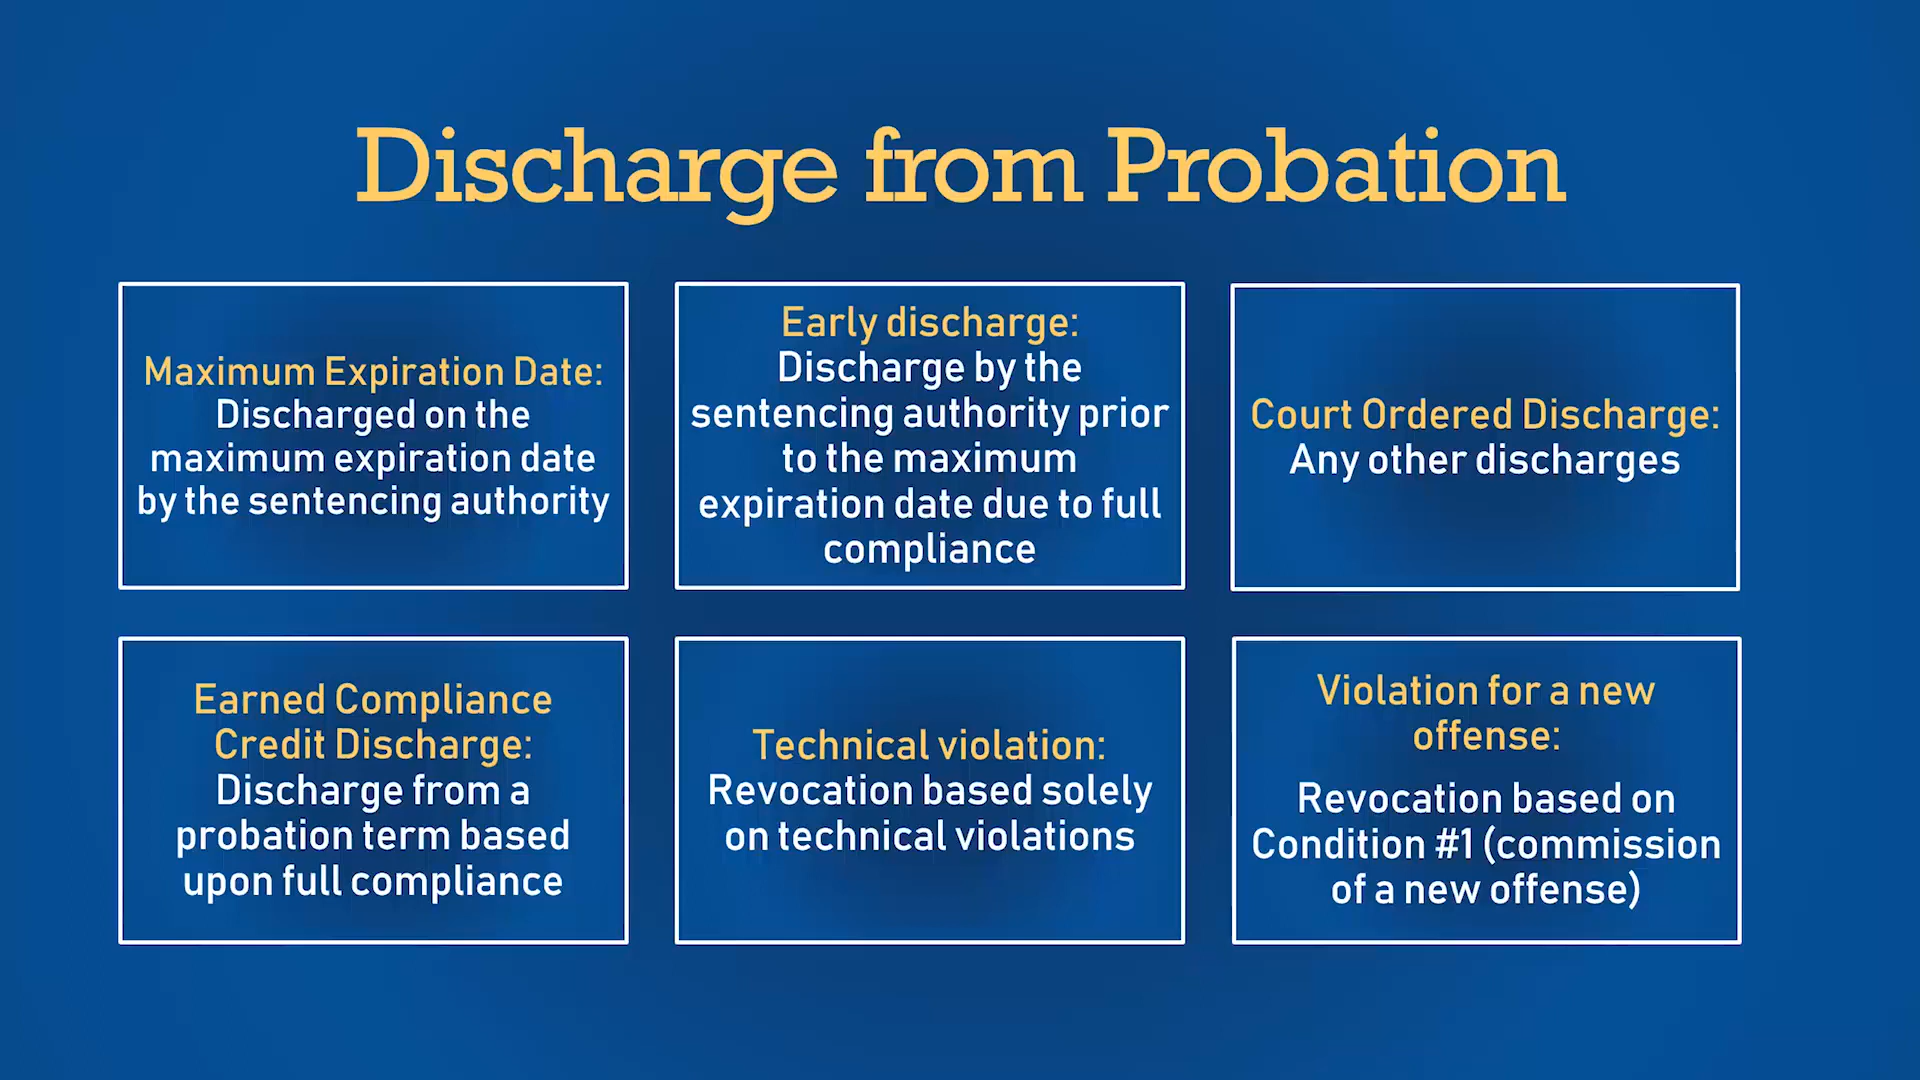 Discharge from Probation
Maximum Expiration Date:
Discharged on the
maximum expiration date
by the sentencing authority
Early discharge:
Discharge by the
sentencing authority prior
to the maximum
expiration date due to full
compliance
Court Ordered Discharge:
Any other discharges
Earned Compliance
Credit Discharge:
Discharge from a
probation term based
upon full compliance
Technical violation:
Revocation based solely
on technical violations
Violation for a new
offense:
Revocation based on
Condition #1 (commission
of a new offense)